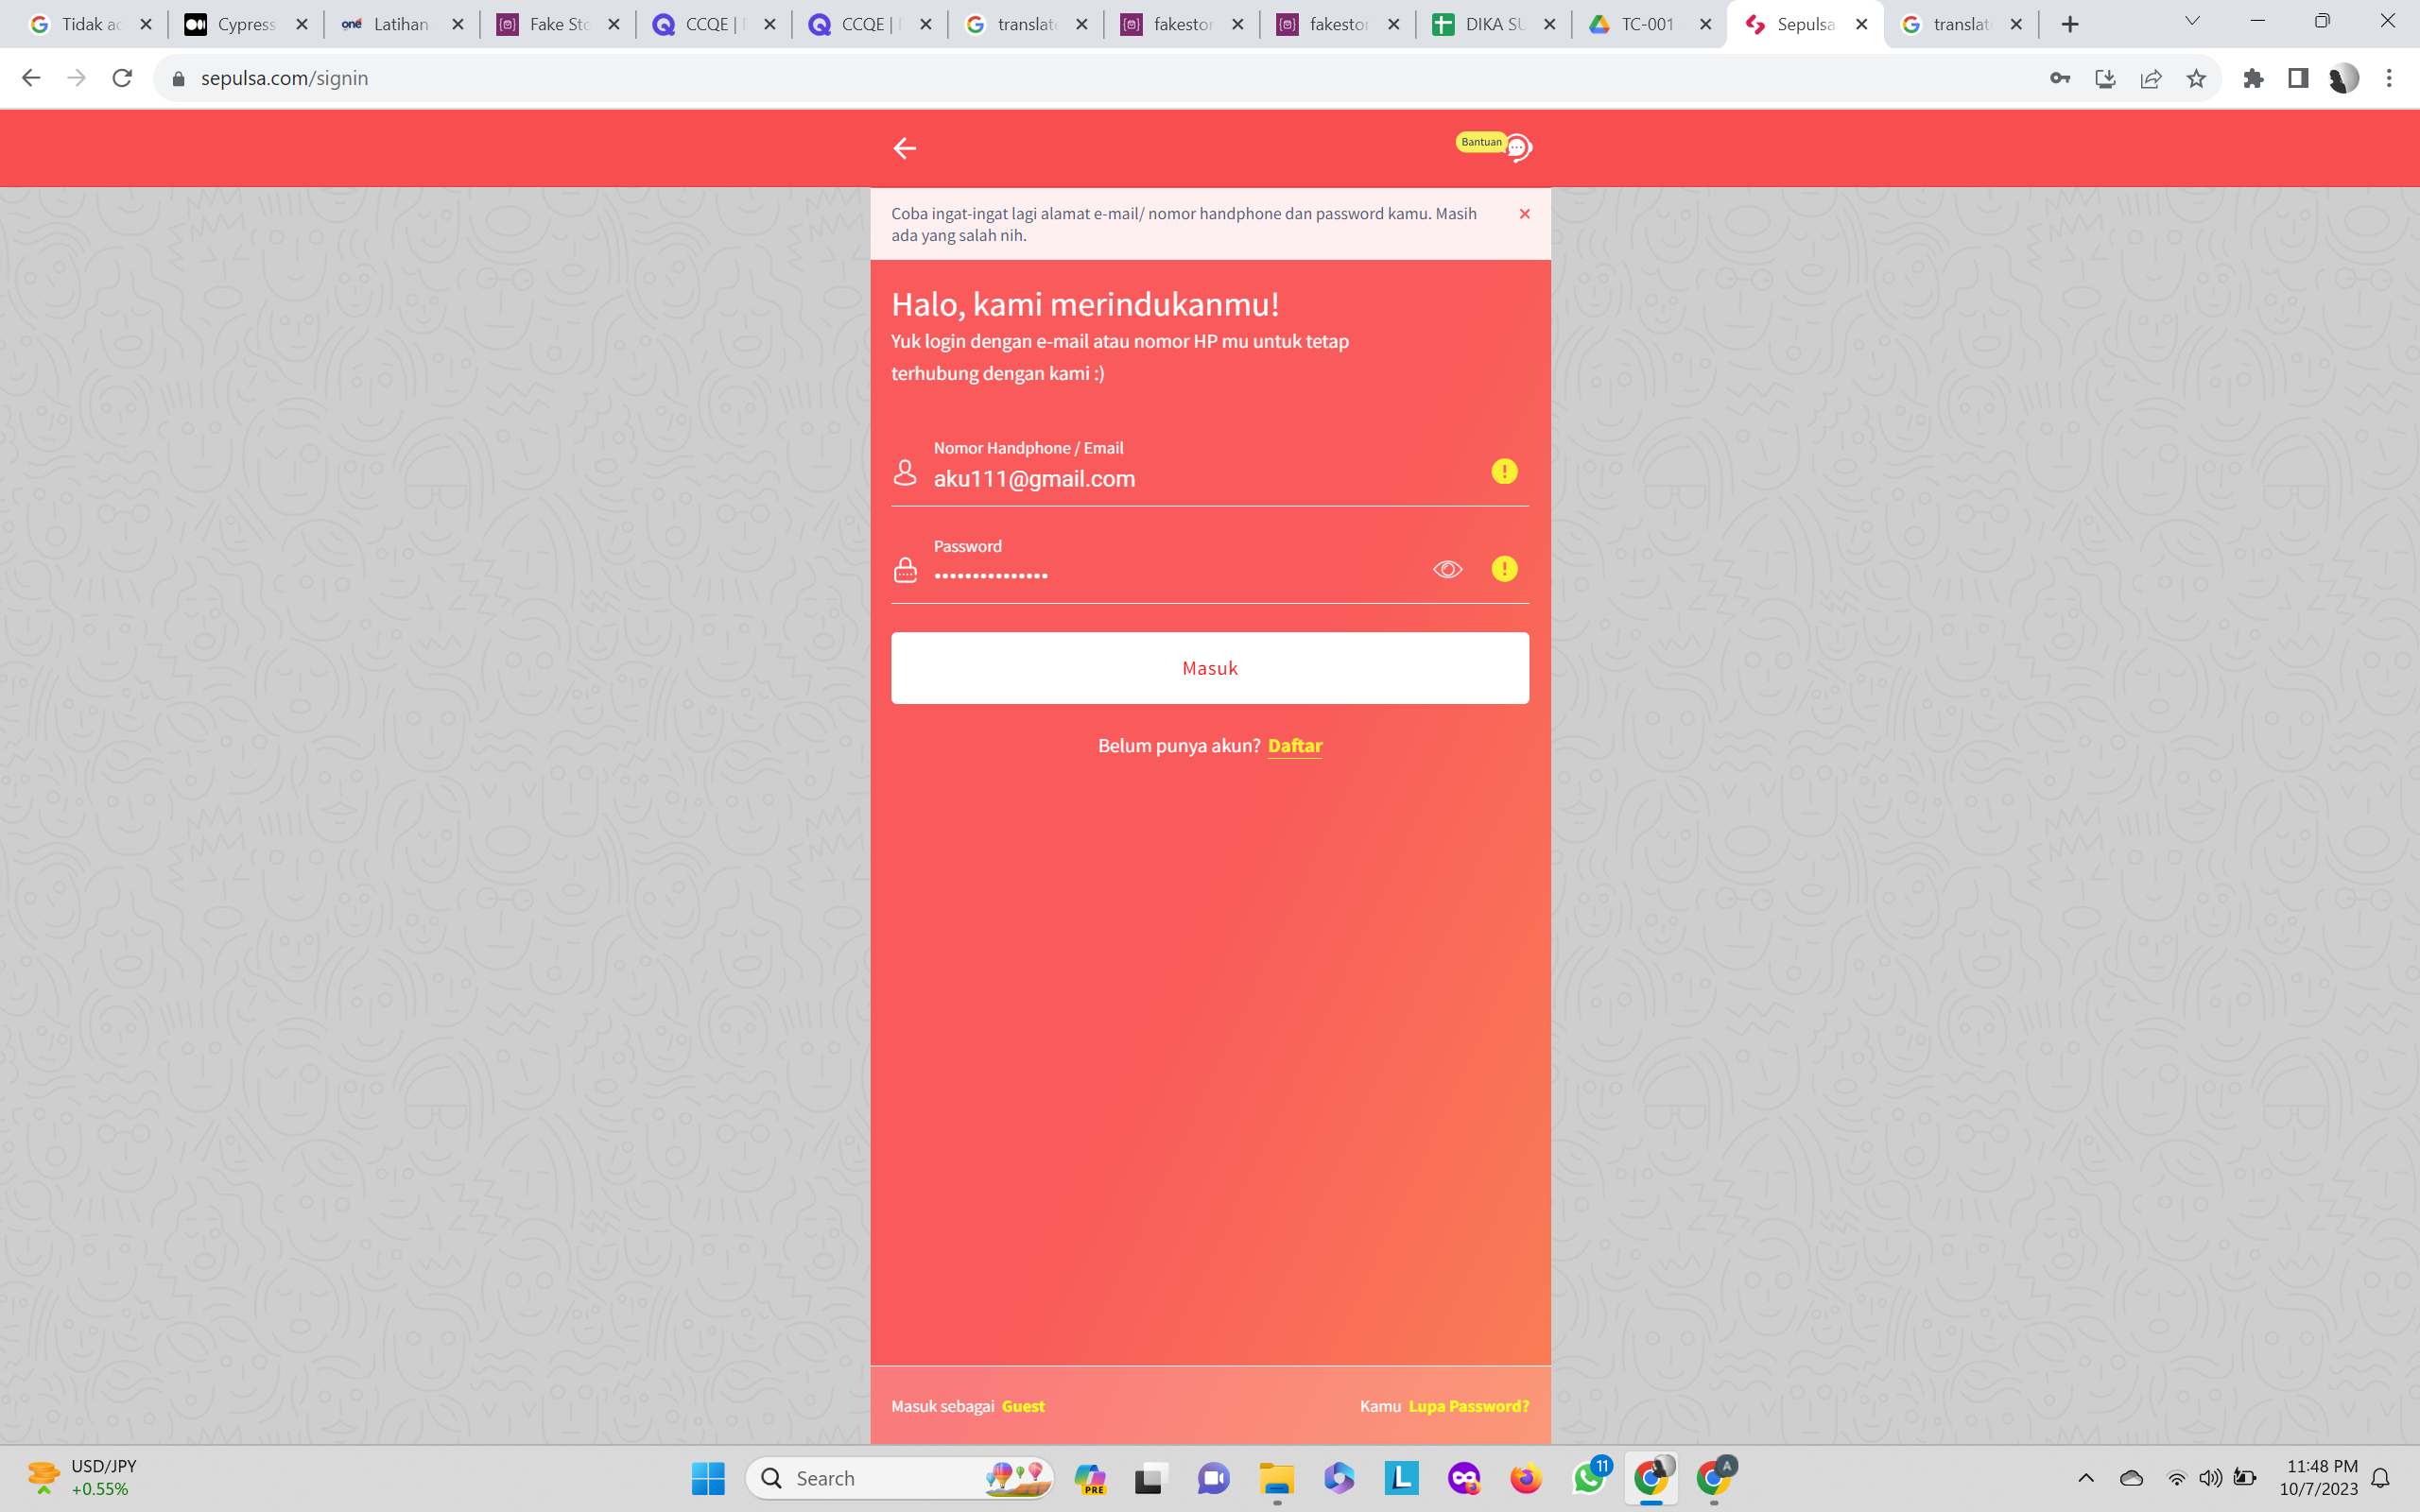 Tidak ac
Cypress
one Latihan
Fake Sto
CCQE | F
CCQE | F
translate
fakestor
fakestor
DIKA SU
TC-001
Sepulsa
translat
sepulsa.com/signin
Bantuan
Coba ingat-ingat lagi alamat e-mail/ nomor handphone dan password kamu. Masih
ada yang salah nih.
Halo, kami merindukanmu!
Yuk login dengan e-mail atau nomor HP mu untuk tetap
terhubung dengan kami :)
Nomor Handphone / Email
aku111@gmail.com
Password
Masuk
Belum punya akun? Daftar
Masuk sebagai Guest
Kamu Lupa Password?
USD/JPY
+0.55%
Search
PRE
L
11
A
11:48 PM
10/7/2023